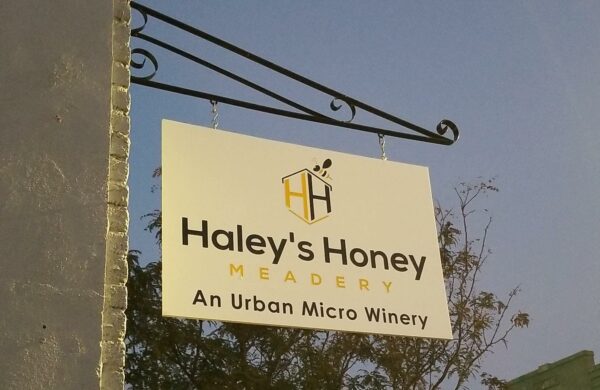 HH
Haley's Honey
MEADERY
An Urban Micro Winery